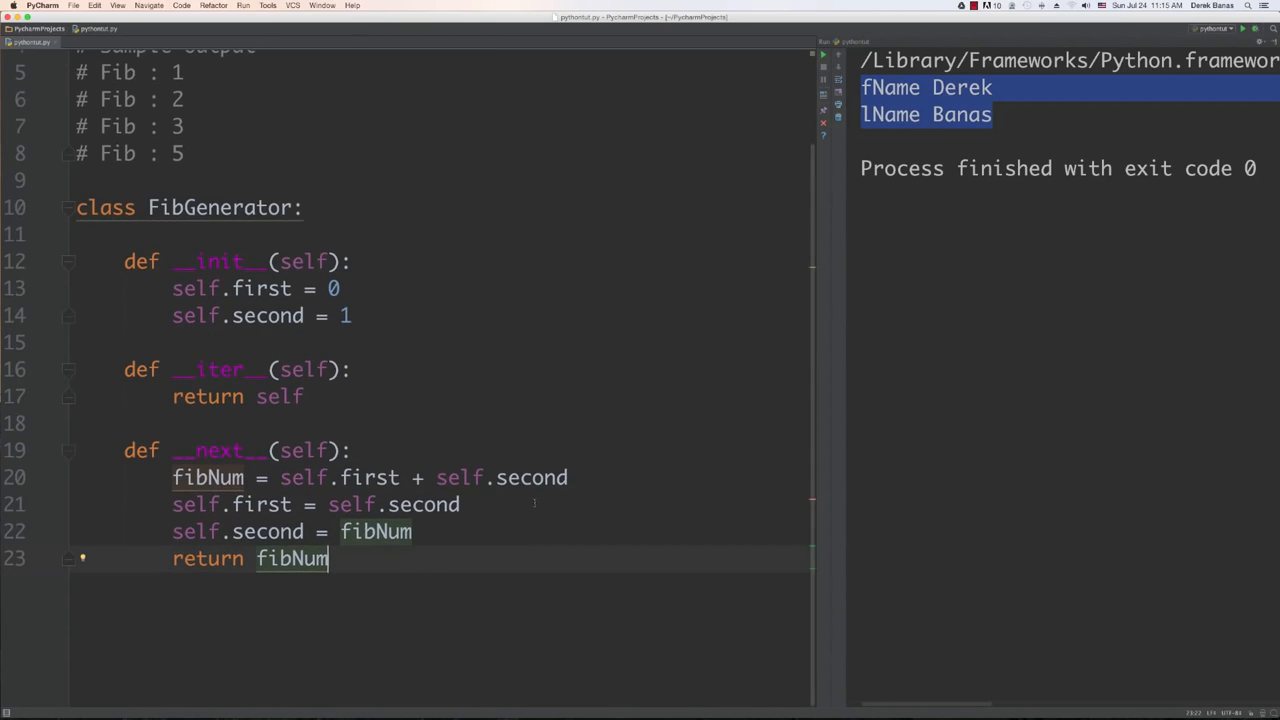 PyCharm File Edit View Navigate Code Refactor Run Tools VCS Window Help
10 Sun Jul 24 11:15 AM Derek Banas
pythontut.py - PycharmProjects - [~/PycharmProjects]
PycharmProjects pythontut.py
pythontut
pythontut.py
Run: pythontut
# Sample output
5 # Fib : 1
6 # Fib : 2
7 # Fib : 3
8 # Fib : 5
9
10 class FibGenerator:
11
12 def __init__(self):
13 self.first = 0
14 self.second = 1
15
16 def __iter__(self):
17 return self
18
19 def __next__(self):
20 fibNum = self.first + self.second
21 self.first = self.second
22 self.second = fibNum
23 return fibNum
/Library/Frameworks/Python.framewor
fName Derek
lName Banas
Process finished with exit code 0
23:22 LF÷ UTF-8÷